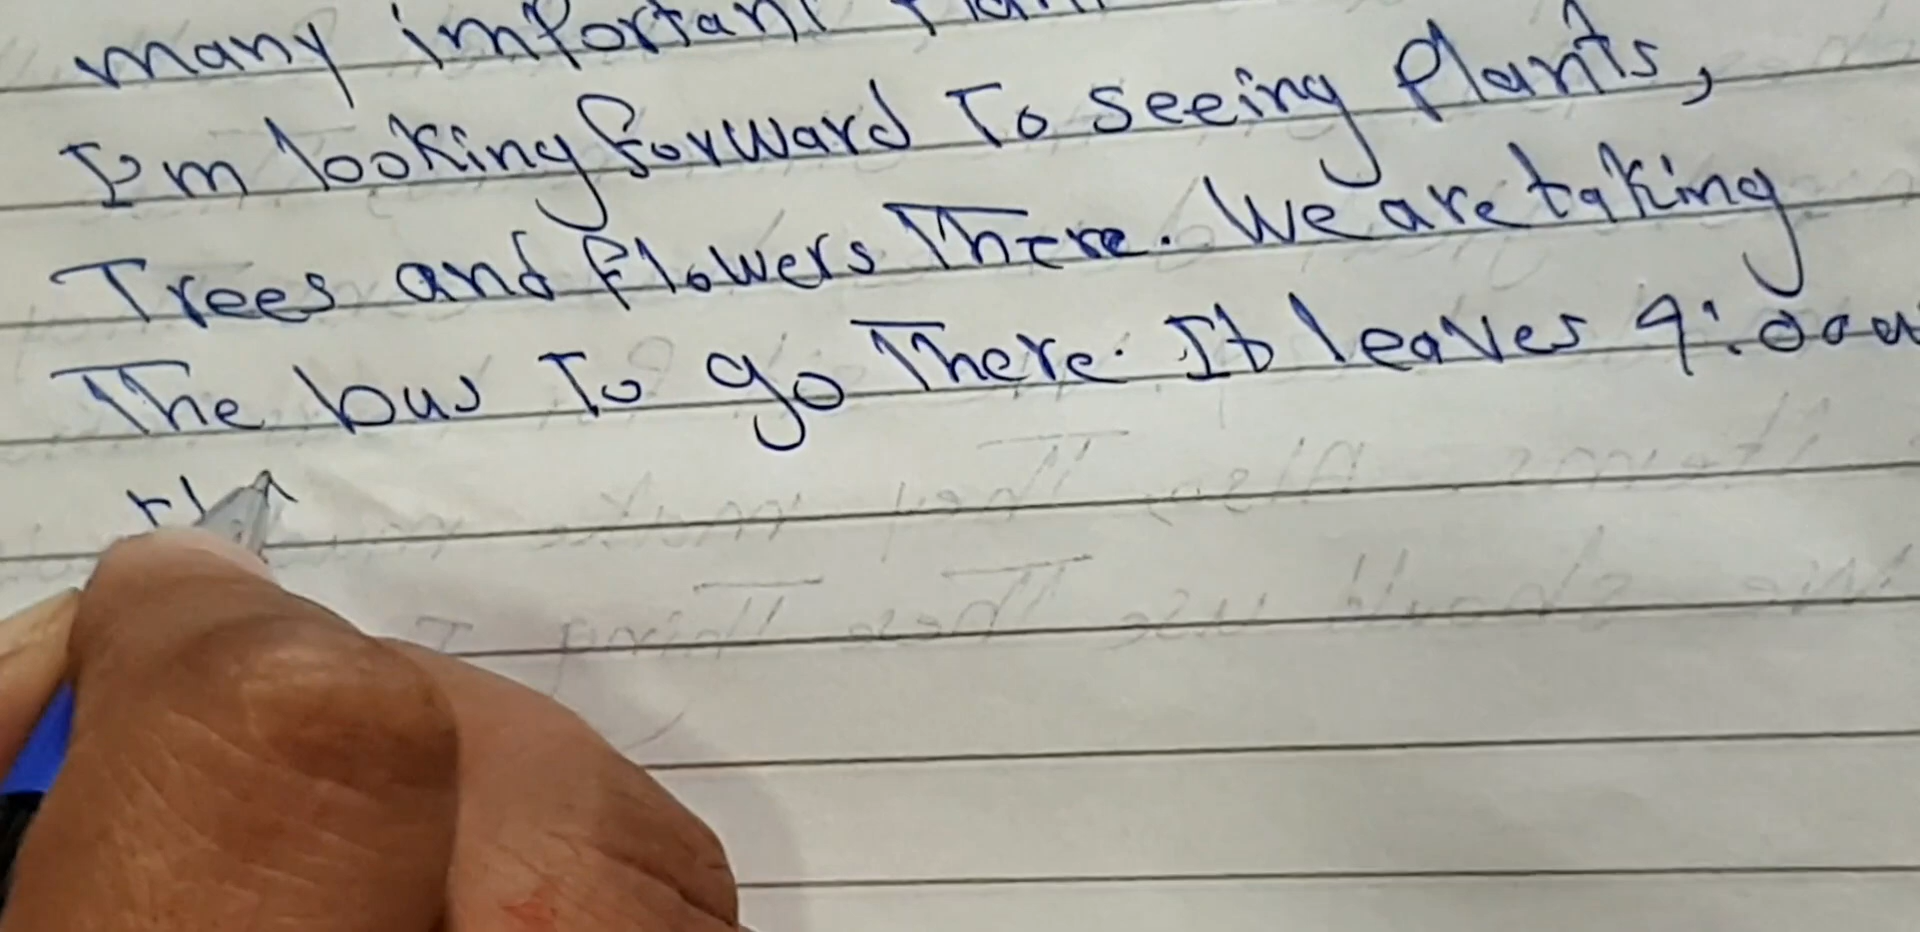 many important
I'm looking forward To seeing Plants,
Trees and flowers There. We are taking
The bus To go There. It leaves 9:00